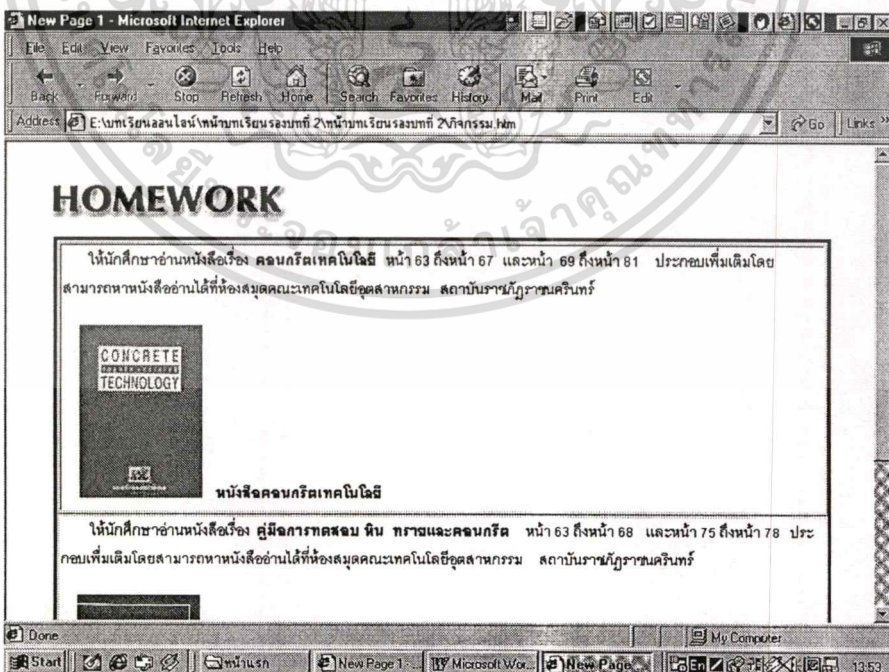 New Page 1 - Microsoft Internet Explorer
File Edit View Favorites Tools Help
Back Forward Stop Refresh Home Search Favorites History Mail Print Edit
Address E:\บทเรียนออนไลน์\หน้าบทเรียนรองบทที่ 2\หน้าบทเรียนรองบทที่ 2\กิจกรรม.htm Go Links »
HOMEWORK
ให้นักศึกษาอ่านหนังสือเรื่อง คอนกรีตเทคโนโลยี หน้า 63 ถึงหน้า 67 และหน้า 69 ถึงหน้า 81 ประกอบเพิ่มเติมโดย
สามารถหาหนังสืออ่านได้ที่ห้องสมุดคณะเทคโนโลยีอุตสาหกรรม สถาบันราชภัฏราชนครินทร์
CONCRETE
TECHNOLOGY
หนังสือคอนกรีตเทคโนโลยี
ให้นักศึกษาอ่านหนังสือเรื่อง คู่มือการทดสอบ หิน ทรายและคอนกรีต หน้า 63 ถึงหน้า 68 และหน้า 75 ถึงหน้า 78 ประ
กอบเพิ่มเติมโดยสามารถหาหนังสืออ่านได้ที่ห้องสมุดคณะเทคโนโลยีอุตสาหกรรม สถาบันราชภัฏราชนครินทร์
Done My Computer
Start หน้าแรก New Page 1 - ... Microsoft Wor... New Page 13:53